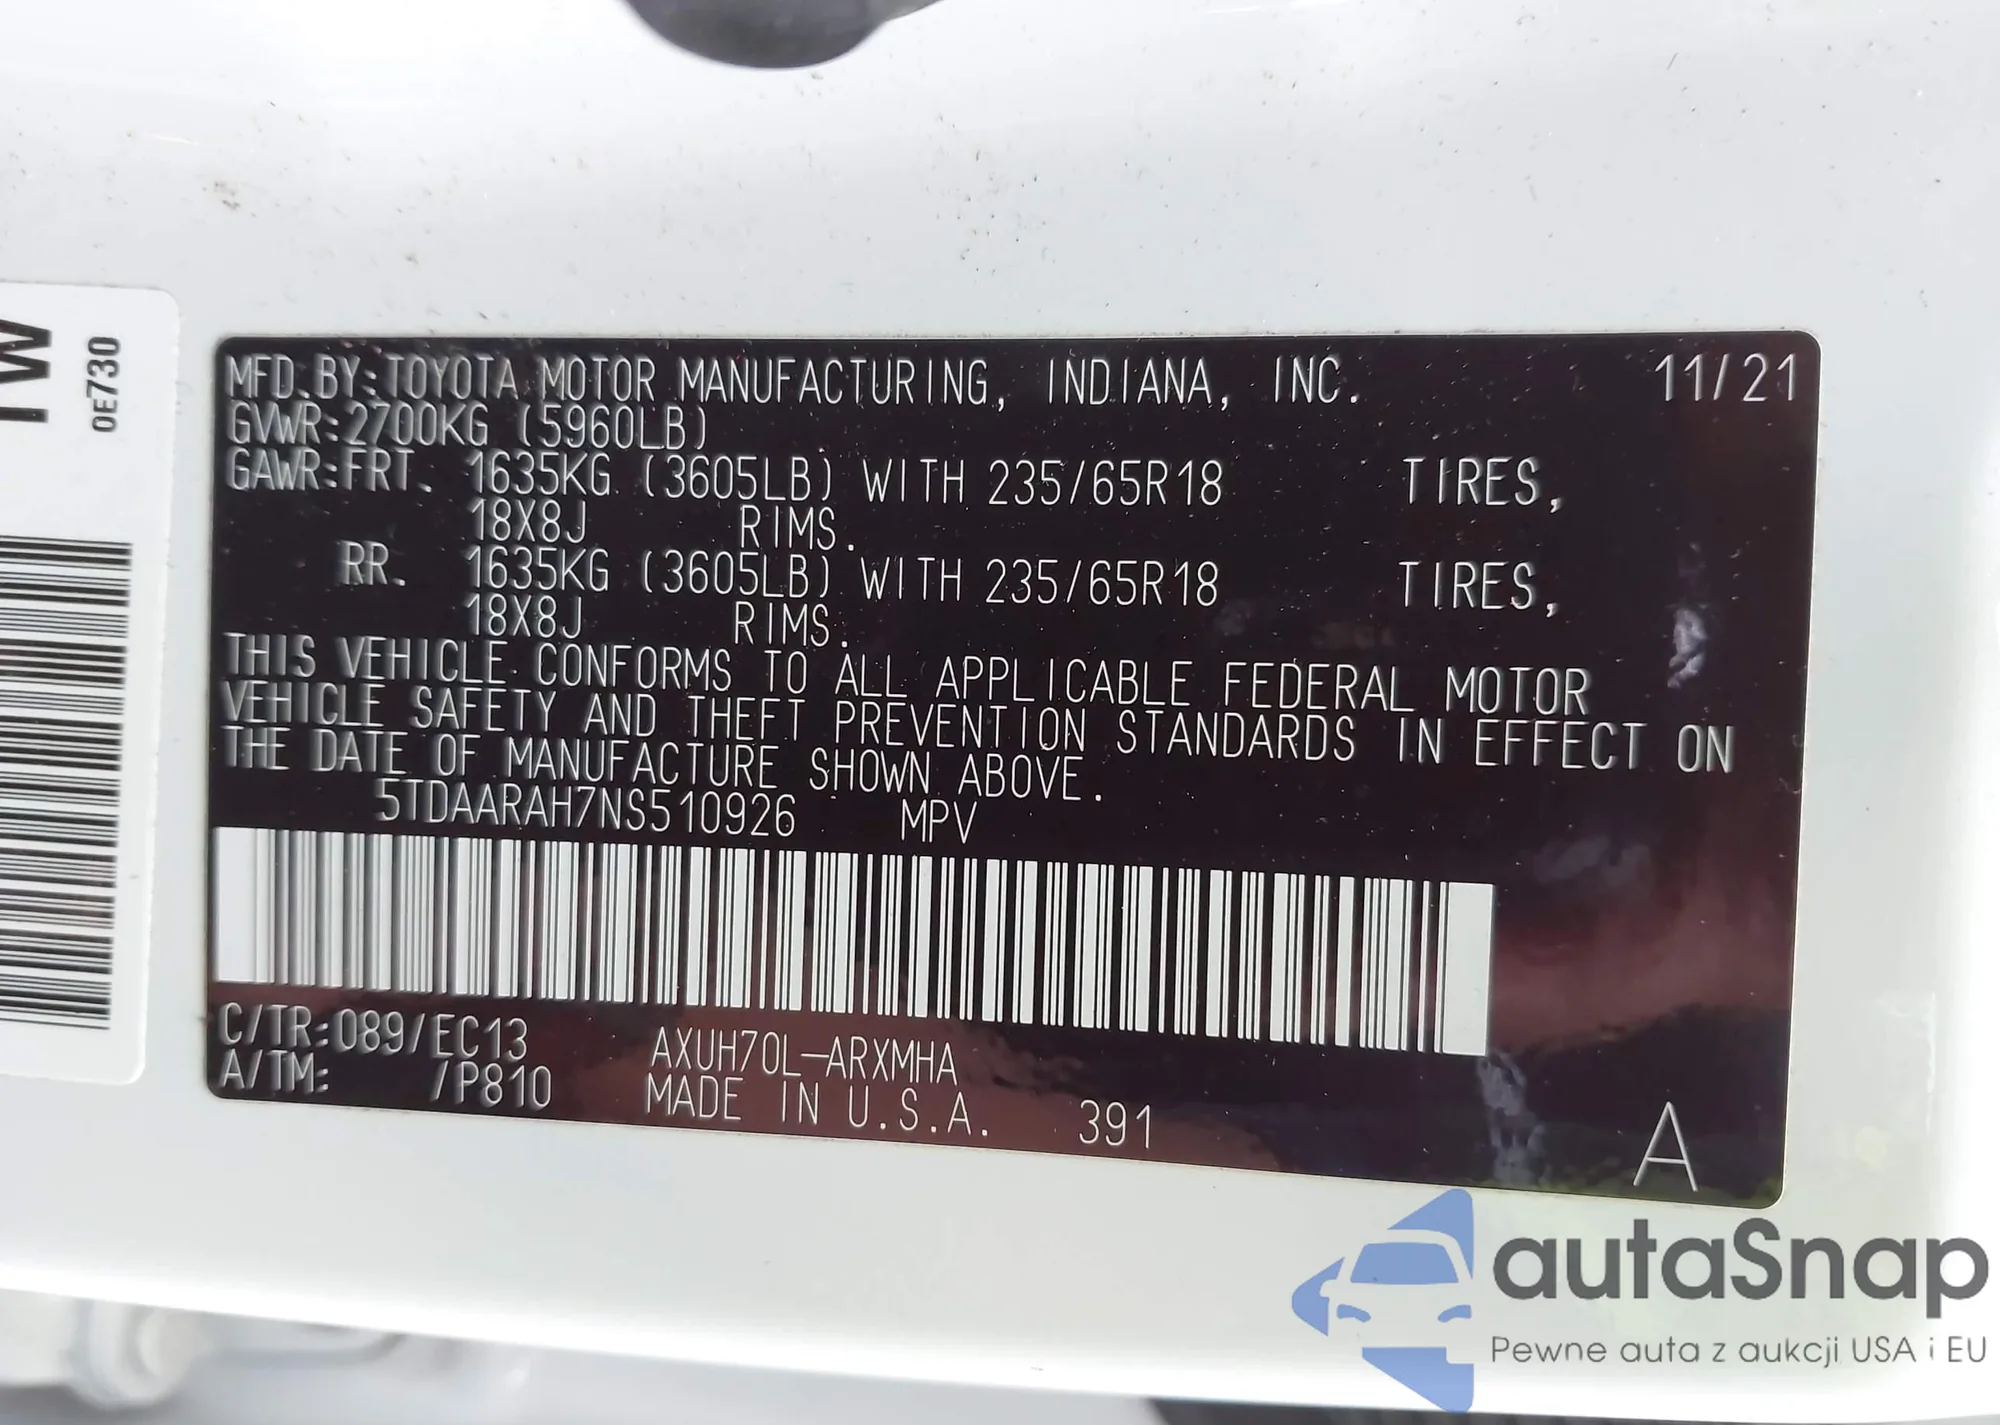 TW
0E730
MFD.BY:TOYOTA MOTOR MANUFACTURING, INDIANA, INC. 11/21
GVWR:2700KG (5960LB)
GAWR:FRT. 1635KG (3605LB) WITH 235/65R18 TIRES,
18X8J RIMS.
RR. 1635KG (3605LB) WITH 235/65R18 TIRES,
18X8J RIMS.
THIS VEHICLE CONFORMS TO ALL APPLICABLE FEDERAL MOTOR
VEHICLE SAFETY AND THEFT PREVENTION STANDARDS IN EFFECT ON
THE DATE OF MANUFACTURE SHOWN ABOVE.
5TDAARAH7NS510926 MPV
C/TR:089/EC13 AXUH70L-ARXMHA
A/TM: /P810 MADE IN U.S.A. 391
A
autaSnap
Pewne auta z aukcji USA i EU